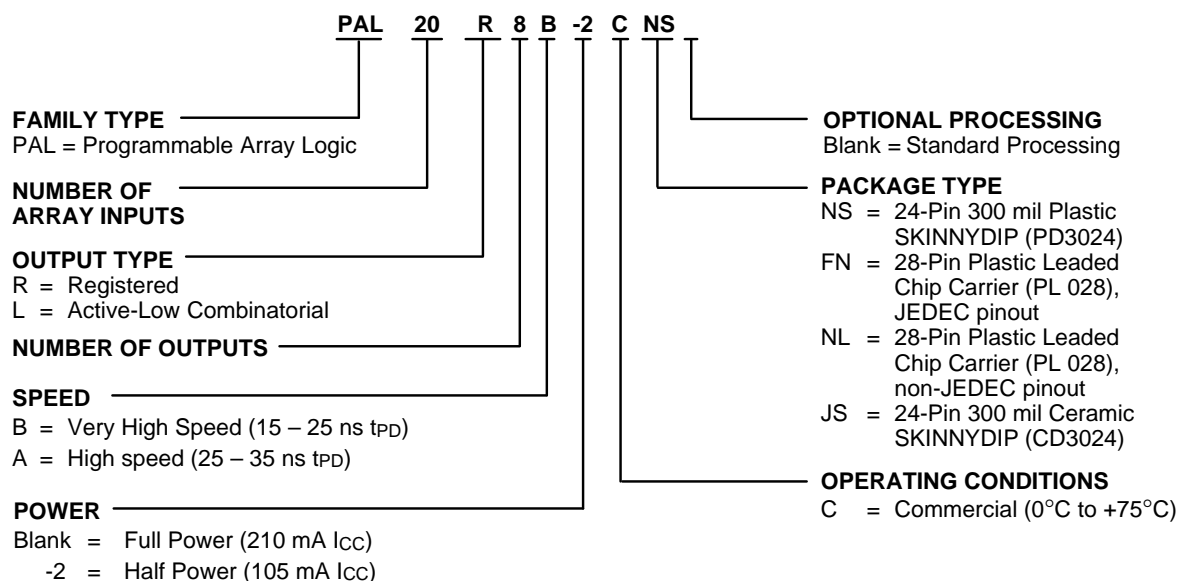 PAL 20 R 8 B -2 C NS
FAMILY TYPE
PAL = Programmable Array Logic
NUMBER OF
ARRAY INPUTS
OUTPUT TYPE
R = Registered
L = Active-Low Combinatorial
NUMBER OF OUTPUTS
SPEED
B = Very High Speed (15 – 25 ns tPD)
A = High speed (25 – 35 ns tPD)
POWER
Blank = Full Power (210 mA ICC)
-2 = Half Power (105 mA ICC)
OPTIONAL PROCESSING
Blank = Standard Processing
PACKAGE TYPE
NS = 24-Pin 300 mil Plastic
SKINNYDIP (PD3024)
FN = 28-Pin Plastic Leaded
Chip Carrier (PL 028),
JEDEC pinout
NL = 28-Pin Plastic Leaded
Chip Carrier (PL 028),
non-JEDEC pinout
JS = 24-Pin 300 mil Ceramic
SKINNYDIP (CD3024)
OPERATING CONDITIONS
C = Commercial (0°C to +75°C)